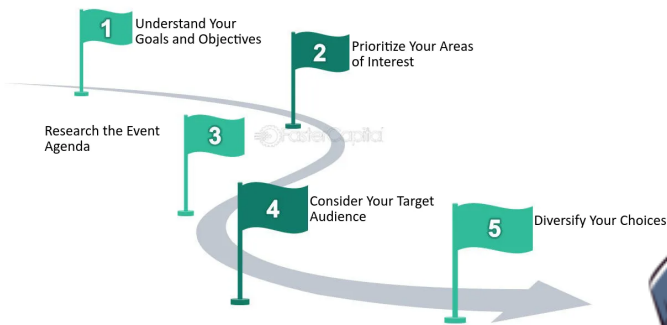 1
Understand Your
Goals and Objectives
2
Prioritize Your Areas
of Interest
Research the Event
Agenda
3
FasterCapital
4
Consider Your Target
Audience
5
Diversify Your Choices